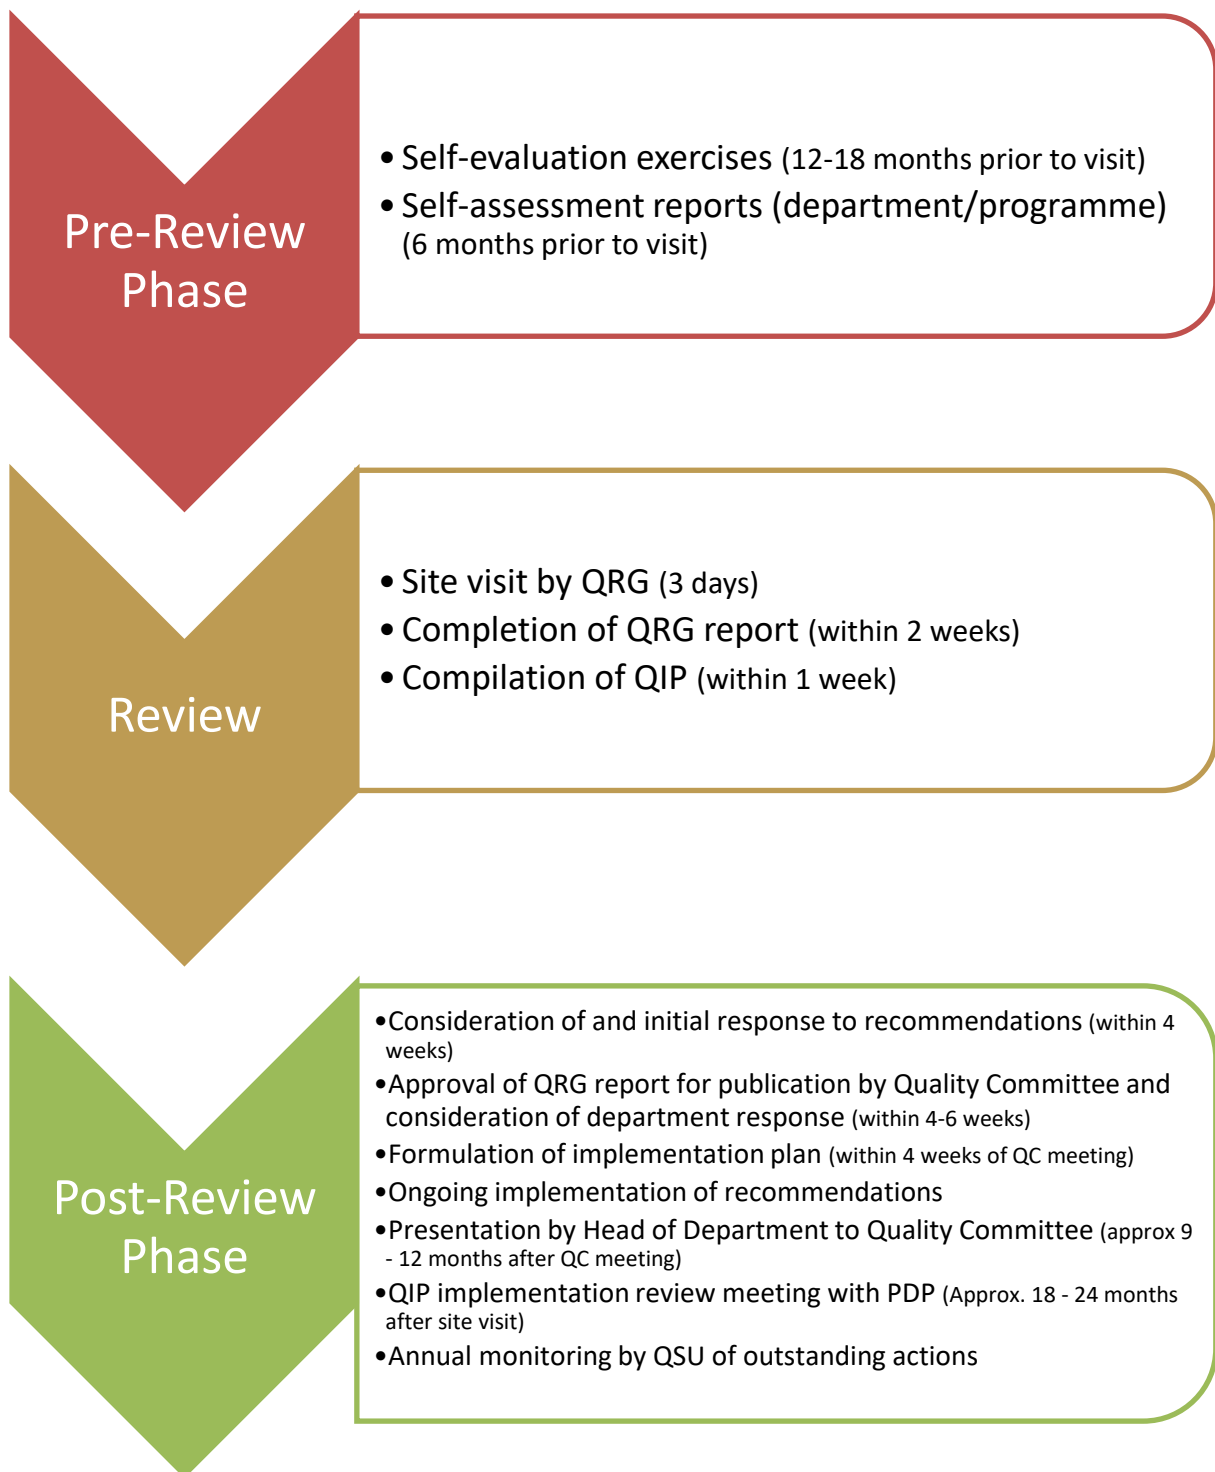 Pre-Review
Phase
• Self-evaluation exercises (12-18 months prior to visit)
• Self-assessment reports (department/programme)
(6 months prior to visit)
Review
• Site visit by QRG (3 days)
• Completion of QRG report (within 2 weeks)
• Compilation of QIP (within 1 week)
Post-Review
Phase
•Consideration of and initial response to recommendations (within 4
weeks)
•Approval of QRG report for publication by Quality Committee and
consideration of department response (within 4-6 weeks)
•Formulation of implementation plan (within 4 weeks of QC meeting)
•Ongoing implementation of recommendations
•Presentation by Head of Department to Quality Committee (approx 9
- 12 months after QC meeting)
•QIP implementation review meeting with PDP (Approx. 18 - 24 months
after site visit)
•Annual monitoring by QSU of outstanding actions